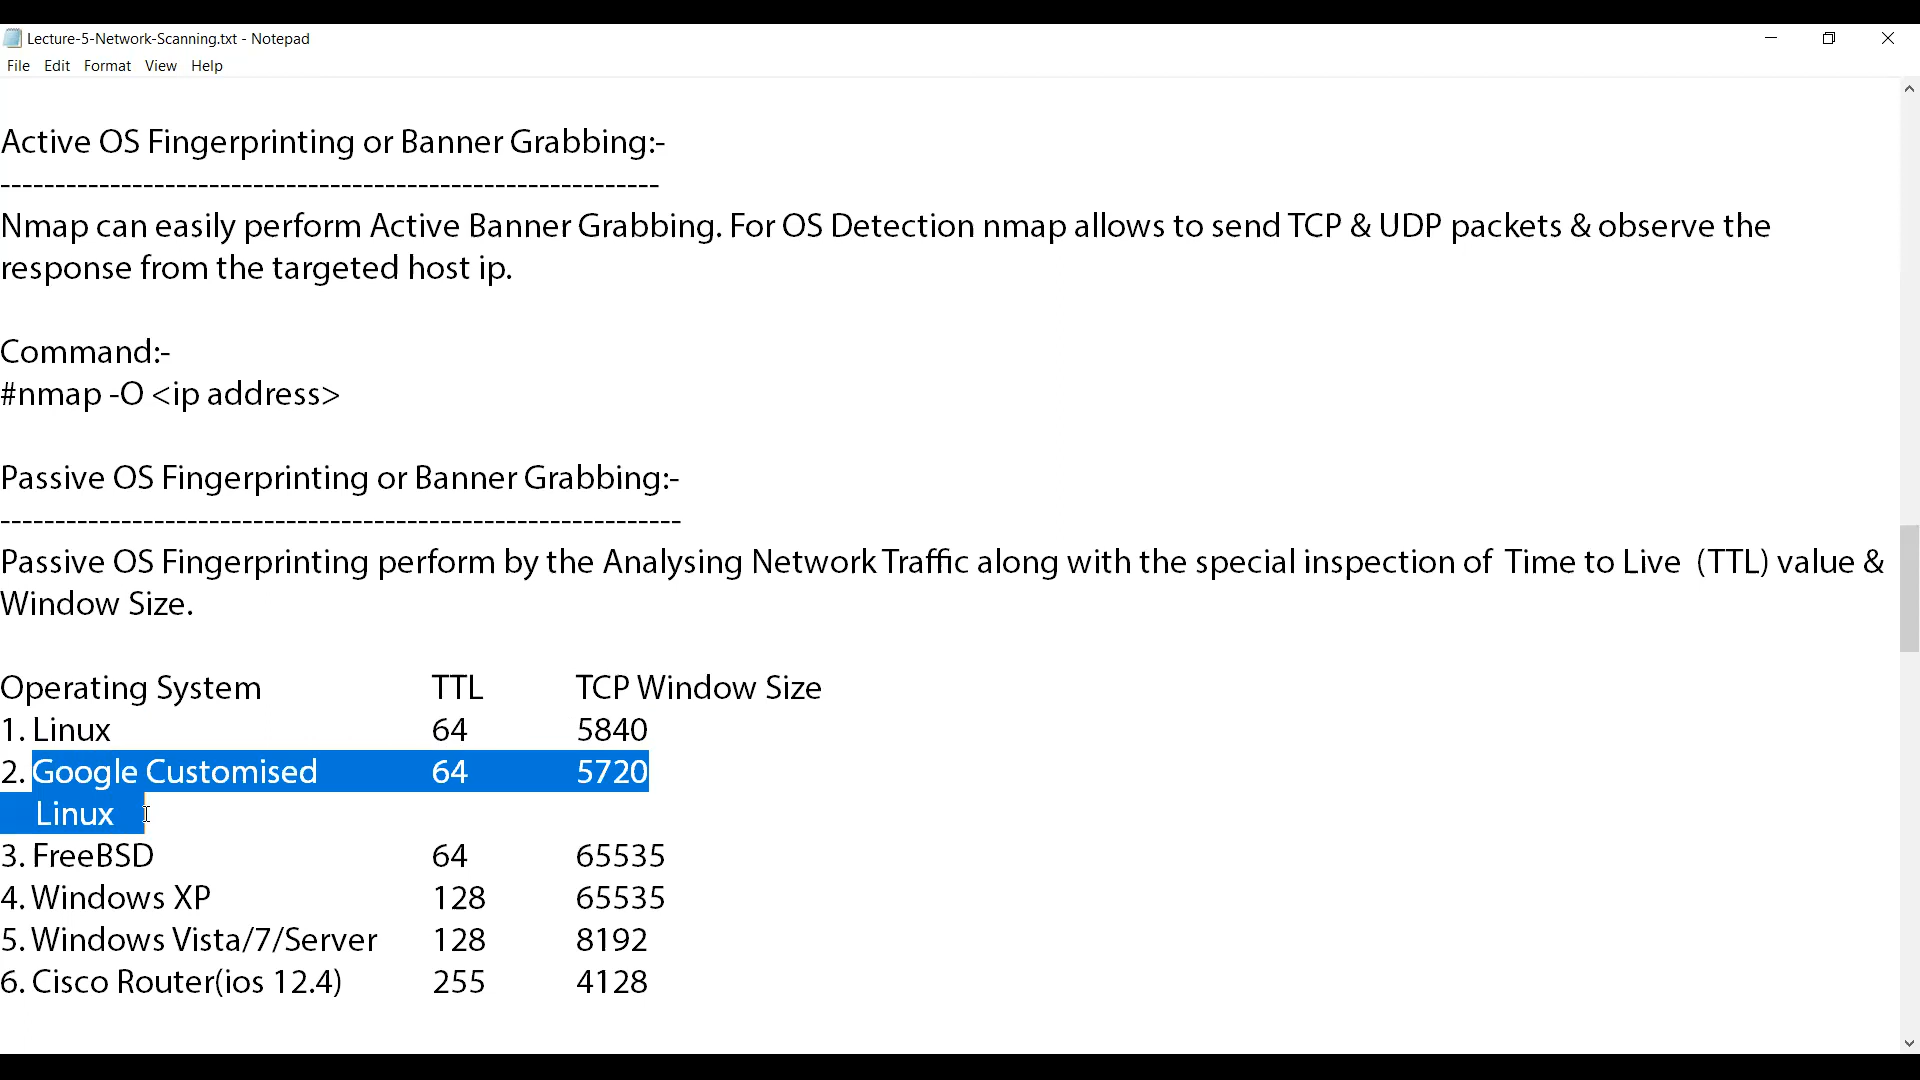 Lecture-5-Network-Scanning.txt - Notepad
File Edit Format View Help
Active OS Fingerprinting or Banner Grabbing:-
-------------------------------------------------------------
Nmap can easily perform Active Banner Grabbing. For OS Detection nmap allows to send TCP & UDP packets & observe the
response from the targeted host ip.
Command:-
#nmap -O <ip address>
Passive OS Fingerprinting or Banner Grabbing:-
---------------------------------------------------------------
Passive OS Fingerprinting perform by the Analysing Network Traffic along with the special inspection of Time to Live (TTL) value &
Window Size.
Operating System TTL TCP Window Size
1. Linux 64 5840
2. Google Customised 64 5720
Linux
3. FreeBSD 64 65535
4. Windows XP 128 65535
5. Windows Vista/7/Server 128 8192
6. Cisco Router(ios 12.4) 255 4128